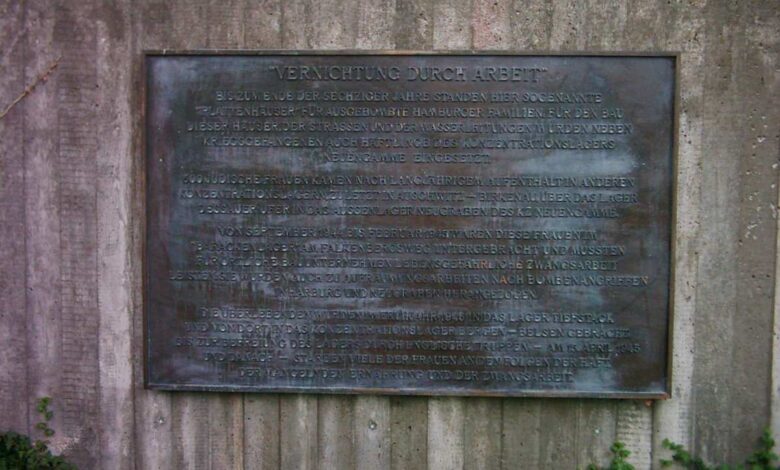 "VERNICHTUNG DURCH ARBEIT"
BIS ZUM ENDE DER SECHZIGER JAHRE STANDEN HIER SOGENANNTE
"PLATTENHÄUSER" FÜR AUSGEBOMBTE HAMBURGER FAMILIEN. FÜR DEN BAU
DIESER HÄUSER, DER STRASSEN UND DER WASSERLEITUNGEN WURDEN NEBEN
KRIEGSGEFANGENEN AUCH HÄFTLINGE DES KONZENTRATIONSLAGERS
NEUENGAMME EINGESETZT.
500 JÜDISCHE FRAUEN KAMEN NACH LANGJÄHRIGEM AUFENTHALT IN ANDEREN
KONZENTRATIONSLAGERN – ZULETZT IN AUSCHWITZ – BIRKENAU, ÜBER DAS LAGER
DESSAUER UFER IN DAS AUSSENLAGER NEUGRABEN DES KZ NEUENGAMME.
VON SEPTEMBER 1944 BIS FEBRUAR 1945 WAREN DIESE FRAUEN IM
BARACKENLAGER AM FALKENBERGSWEG UNTERGEBRACHT UND MUSSTEN
FÜR ÖRTLICHE BAUUNTERNEHMEN LEBENSGEFÄHRLICHE ZWANGSARBEIT
LEISTEN. SIE WURDEN AUCH ZU AUFRÄUMUNGSARBEITEN NACH BOMBENANGRIFFEN
IN HARBURG UND NEUGRABEN HERANGEZOGEN.
DIE ÜBERLEBENDEN WURDEN IM FRÜHJAHR 1945 IN DAS LAGER TIEFSTACK
UND VON DORT IN DAS KONZENTRATIONSLAGER BERGEN – BELSEN GEBRACHT.
BIS ZUR BEFREIUNG DES LAGERS DURCH ENGLISCHE TRUPPEN – AM 15. APRIL 1945
UND DANACH – STARBEN VIELE DER FRAUEN AN DEN FOLGEN DER HAFT,
DER MANGELNDEN ERNÄHRUNG UND DER ZWANGSARBEIT.